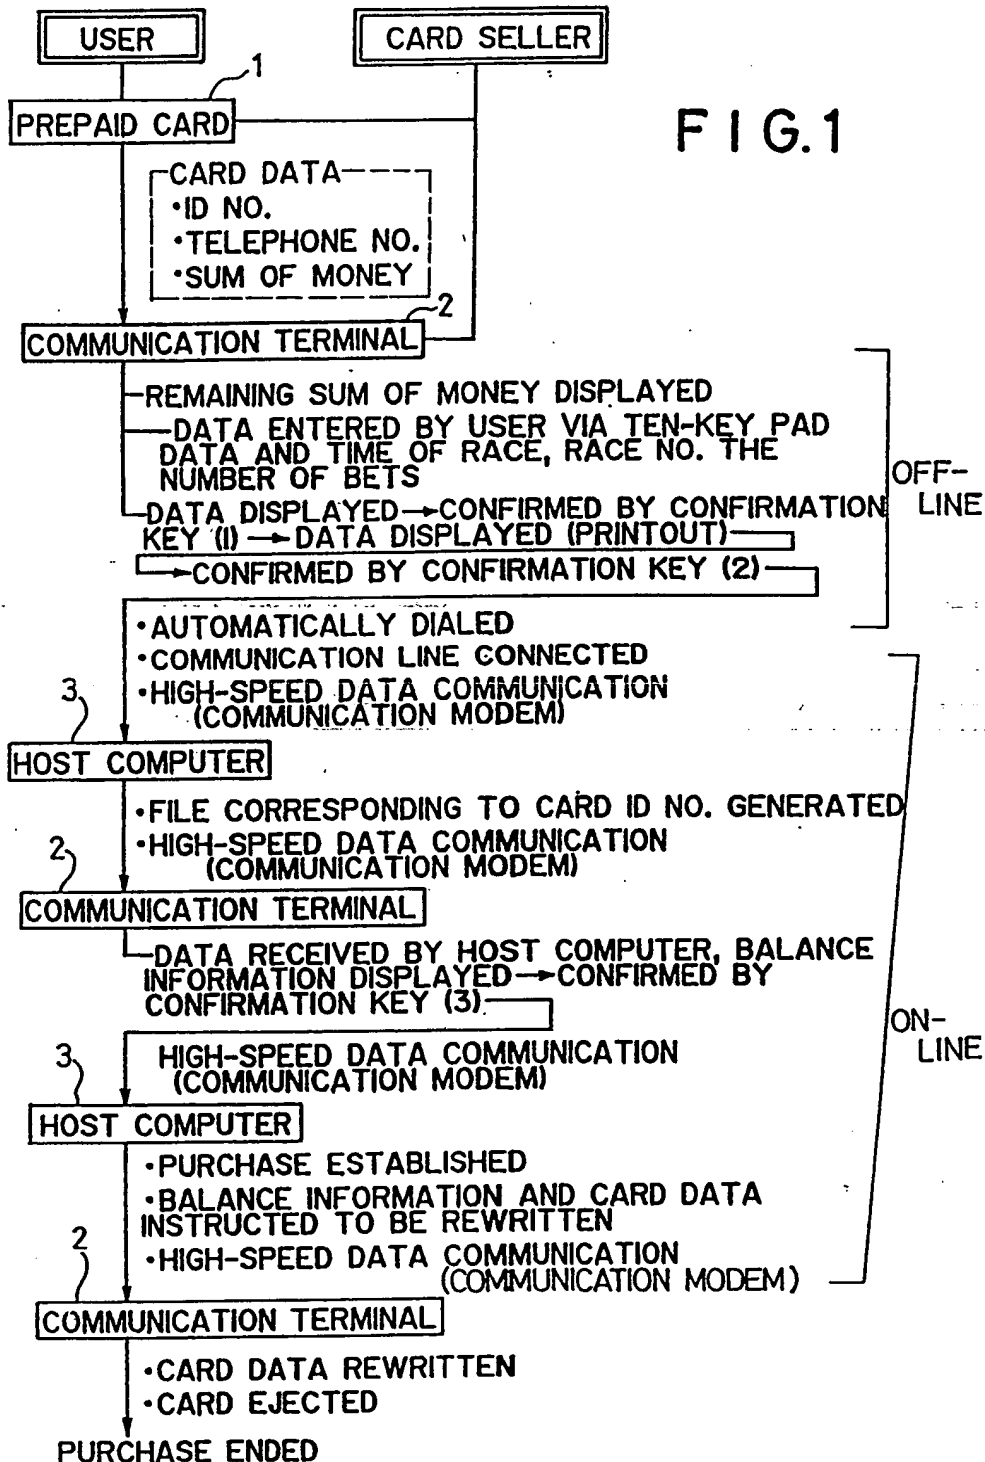 USER
CARD SELLER
1
PREPAID CARD
FIG.1
CARD DATA
•ID NO.
•TELEPHONE NO.
•SUM OF MONEY
2
COMMUNICATION TERMINAL
REMAINING SUM OF MONEY DISPLAYED
DATA ENTERED BY USER VIA TEN-KEY PAD
DATA AND TIME OF RACE, RACE NO. THE
NUMBER OF BETS
OFF-
LINE
DATA DISPLAYED→CONFIRMED BY CONFIRMATION
KEY (1)→DATA DISPLAYED (PRINTOUT)
→CONFIRMED BY CONFIRMATION KEY (2)
•AUTOMATICALLY DIALED
•COMMUNICATION LINE CONNECTED
•HIGH-SPEED DATA COMMUNICATION
(COMMUNICATION MODEM)
3
HOST COMPUTER
•FILE CORRESPONDING TO CARD ID NO. GENERATED
•HIGH-SPEED DATA COMMUNICATION
(COMMUNICATION MODEM)
2
COMMUNICATION TERMINAL
DATA RECEIVED BY HOST COMPUTER, BALANCE
INFORMATION DISPLAYED→CONFIRMED BY
CONFIRMATION KEY (3)
ON-
LINE
HIGH-SPEED DATA COMMUNICATION
(COMMUNICATION MODEM)
3
HOST COMPUTER
•PURCHASE ESTABLISHED
•BALANCE INFORMATION AND CARD DATA
INSTRUCTED TO BE REWRITTEN
•HIGH-SPEED DATA COMMUNICATION
(COMMUNICATION MODEM)
2
COMMUNICATION TERMINAL
•CARD DATA REWRITTEN
•CARD EJECTED
PURCHASE ENDED